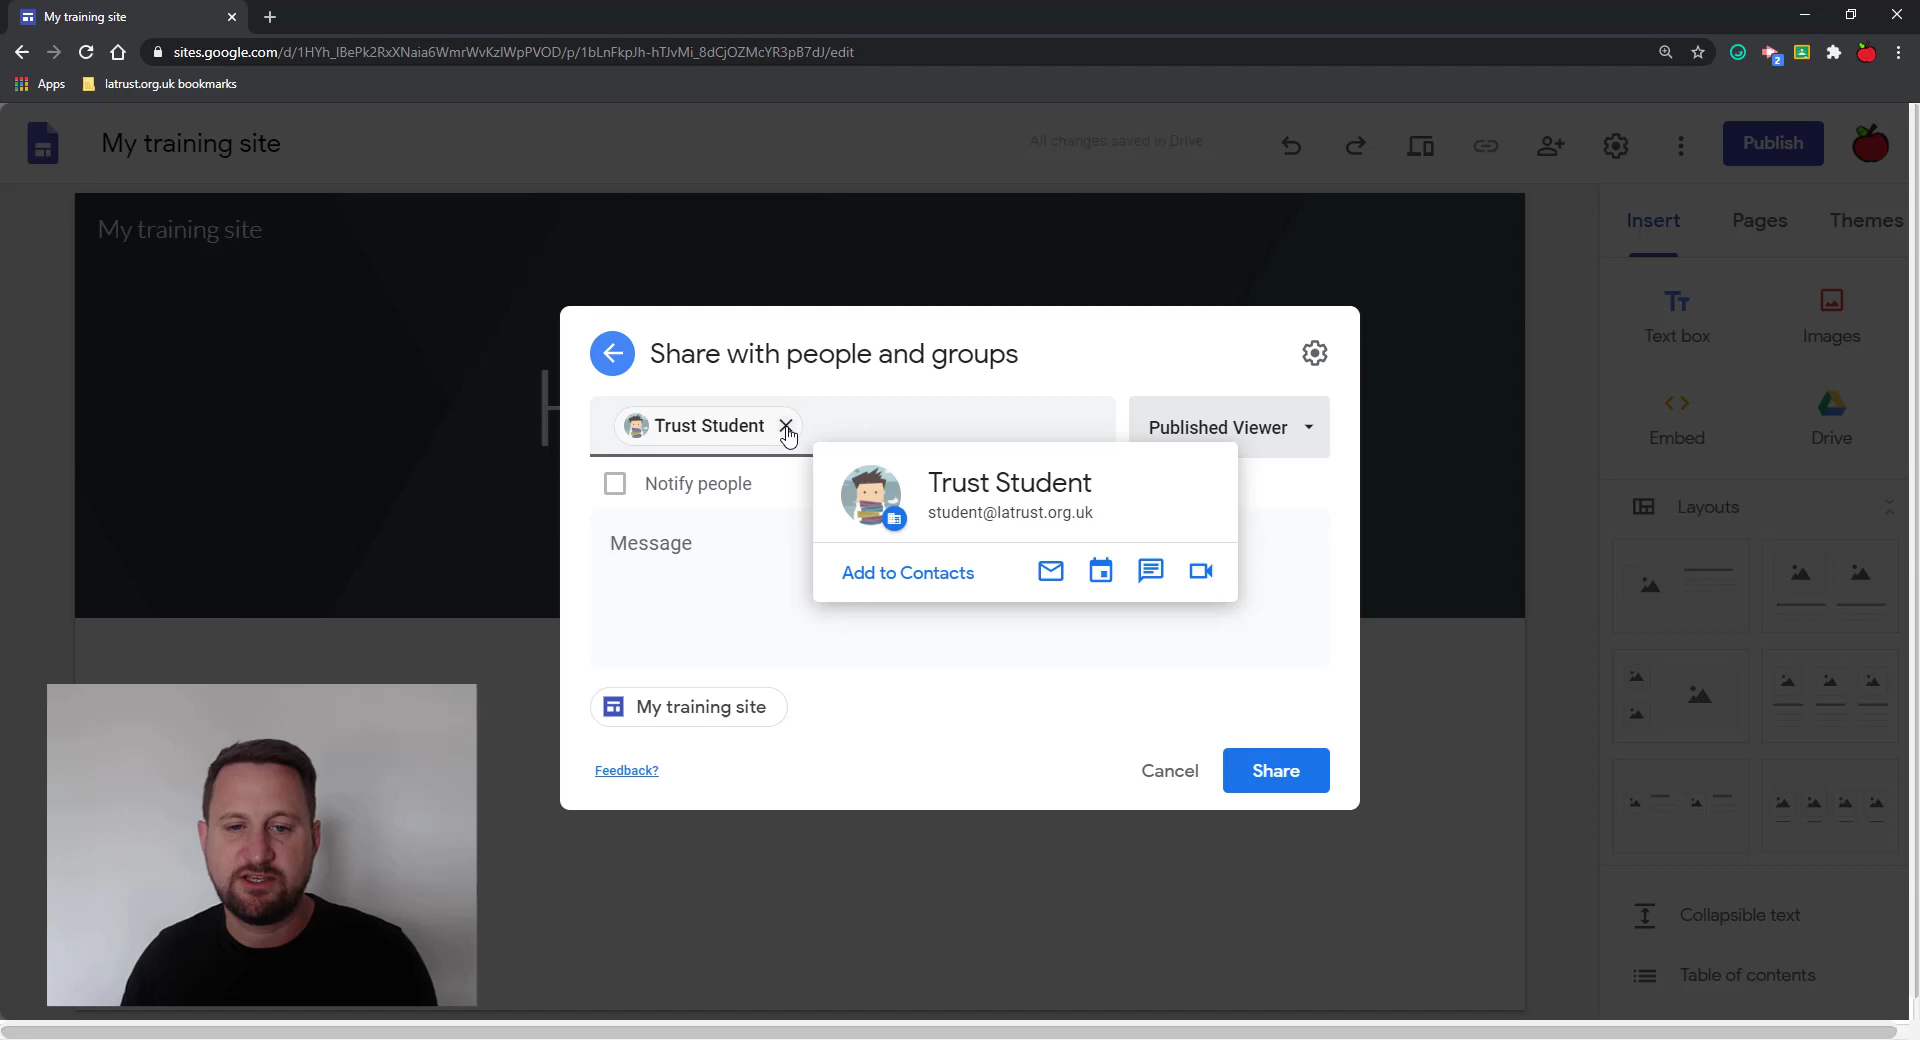 My training site
sites.google.com/d/1HYh_IBePk2RxXNaia6WmrWvKzIWpPVOD/p/1bLnFkpJh-hTJvMi_8dCjOZMcYR3pB7dJ/edit
2
Apps
latrust.org.uk bookmarks
My training site
All changes saved in Drive
Publish
My training site
H
Insert
Pages
Themes
Text box
Images
Embed
Drive
Layouts
Collapsible text
Table of contents
Share with people and groups
Trust Student
Published Viewer
Notify people
Trust Student
student@latrust.org.uk
Add to Contacts
Message
My training site
Feedback?
Cancel
Share